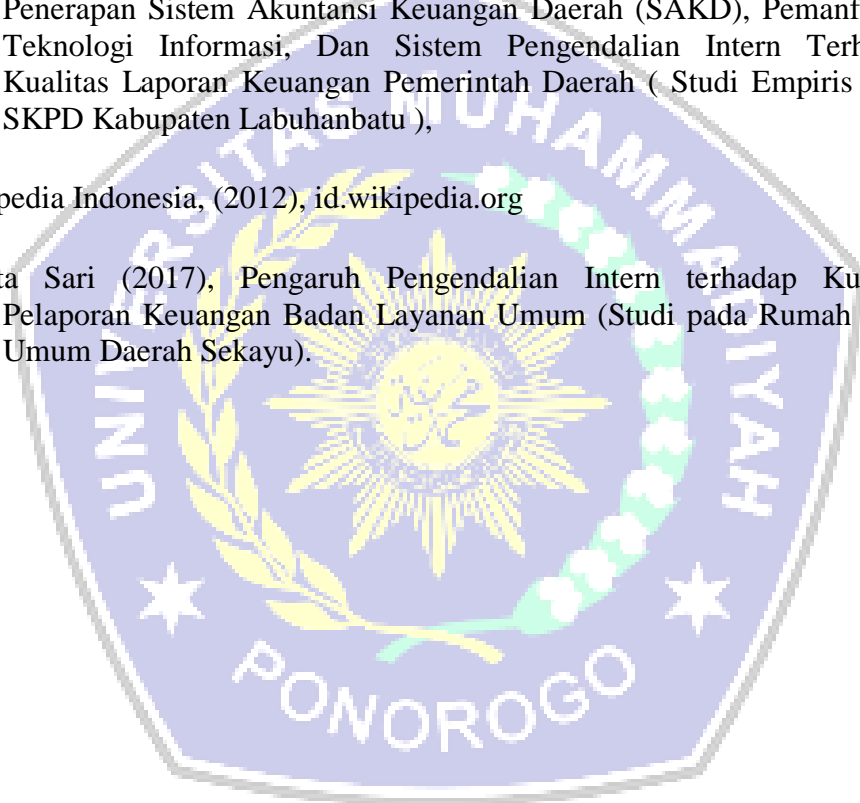 Penerapan Sistem Akuntansi Keuangan Daerah (SAKD), Pemanf
Teknologi Informasi, Dan Sistem Pengendalian Intern Terh
Kualitas Laporan Keuangan Pemerintah Daerah ( Studi Empiris
SKPD Kabupaten Labuhanbatu ),
pedia Indonesia, (2012), id.wikipedia.org
ta Sari (2017), Pengaruh Pengendalian Intern terhadap Ku
Pelaporan Keuangan Badan Layanan Umum (Studi pada Rumah
Umum Daerah Sekayu).
UNIVERSITAS MUHAMMADIYAH
PONOROGO